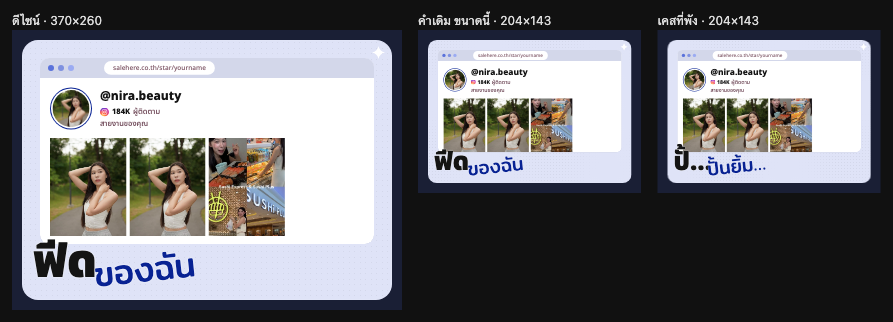 ดีไซน์ · 370×260
salehere.co.th/star/yourname
@nira.beauty
184K ผู้ติดตาม
สายงานของคุณ
SUSHI
ฟีดของฉัน
คำเดิม ขนาดนี้ · 204×143
salehere.co.th/star/yourname
@nira.beauty
184K ผู้ติดตาม
สายงานของคุณ
ฟีดของฉัน
เคสที่พัง · 204×143
salehere.co.th/star/yourname
@nira.beauty
184K ผู้ติดตาม
สายงานของคุณ
ปั้...ปั้นยิ้ม...